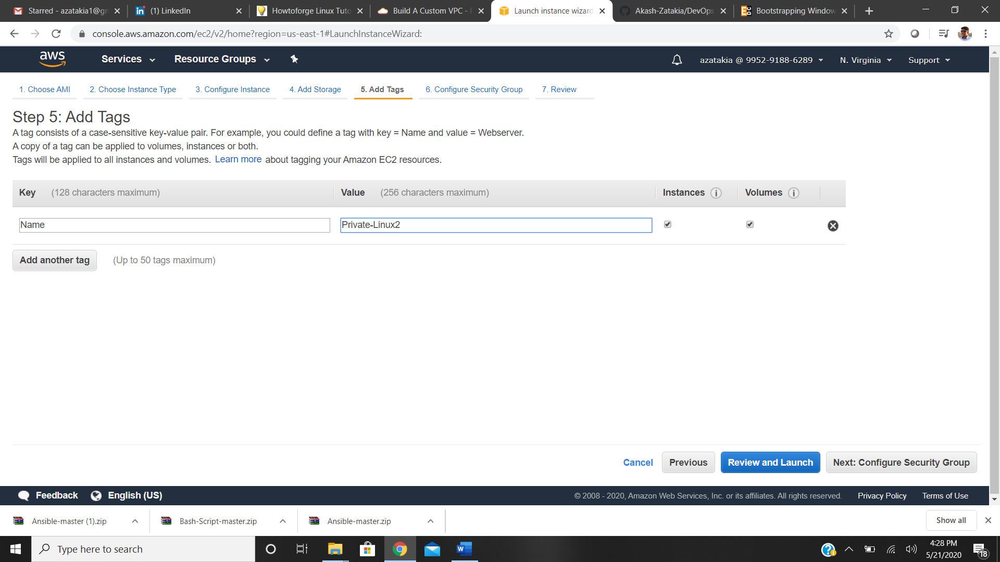 Starred - azatakia1@gm
(1) LinkedIn
Howtoforge Linux Tuto
Build A Custom VPC -
Launch instance wizard
Akash-Zatakia/DevOps
Bootstrapping Window
console.aws.amazon.com/ec2/v2/home?region=us-east-1#LaunchInstanceWizard:
aws
Services
Resource Groups
azatakia @ 9952-9188-6289
N. Virginia
Support
1. Choose AMI
2. Choose Instance Type
3. Configure Instance
4. Add Storage
5. Add Tags
6. Configure Security Group
7. Review
Step 5: Add Tags
A tag consists of a case-sensitive key-value pair. For example, you could define a tag with key = Name and value = Webserver.
A copy of a tag can be applied to volumes, instances or both.
Tags will be applied to all instances and volumes. Learn more about tagging your Amazon EC2 resources.
Key (128 characters maximum)
Value (256 characters maximum)
Instances
Volumes
Name
Private-Linux2
Add another tag
(Up to 50 tags maximum)
Cancel
Previous
Review and Launch
Next: Configure Security Group
Feedback
English (US)
© 2008 - 2020, Amazon Web Services, Inc. or its affiliates. All rights reserved.
Privacy Policy
Terms of Use
Ansible-master (1).zip
Bash-Script-master.zip
Ansible-master.zip
Show all
Type here to search
4:28 PM
5/21/2020
18